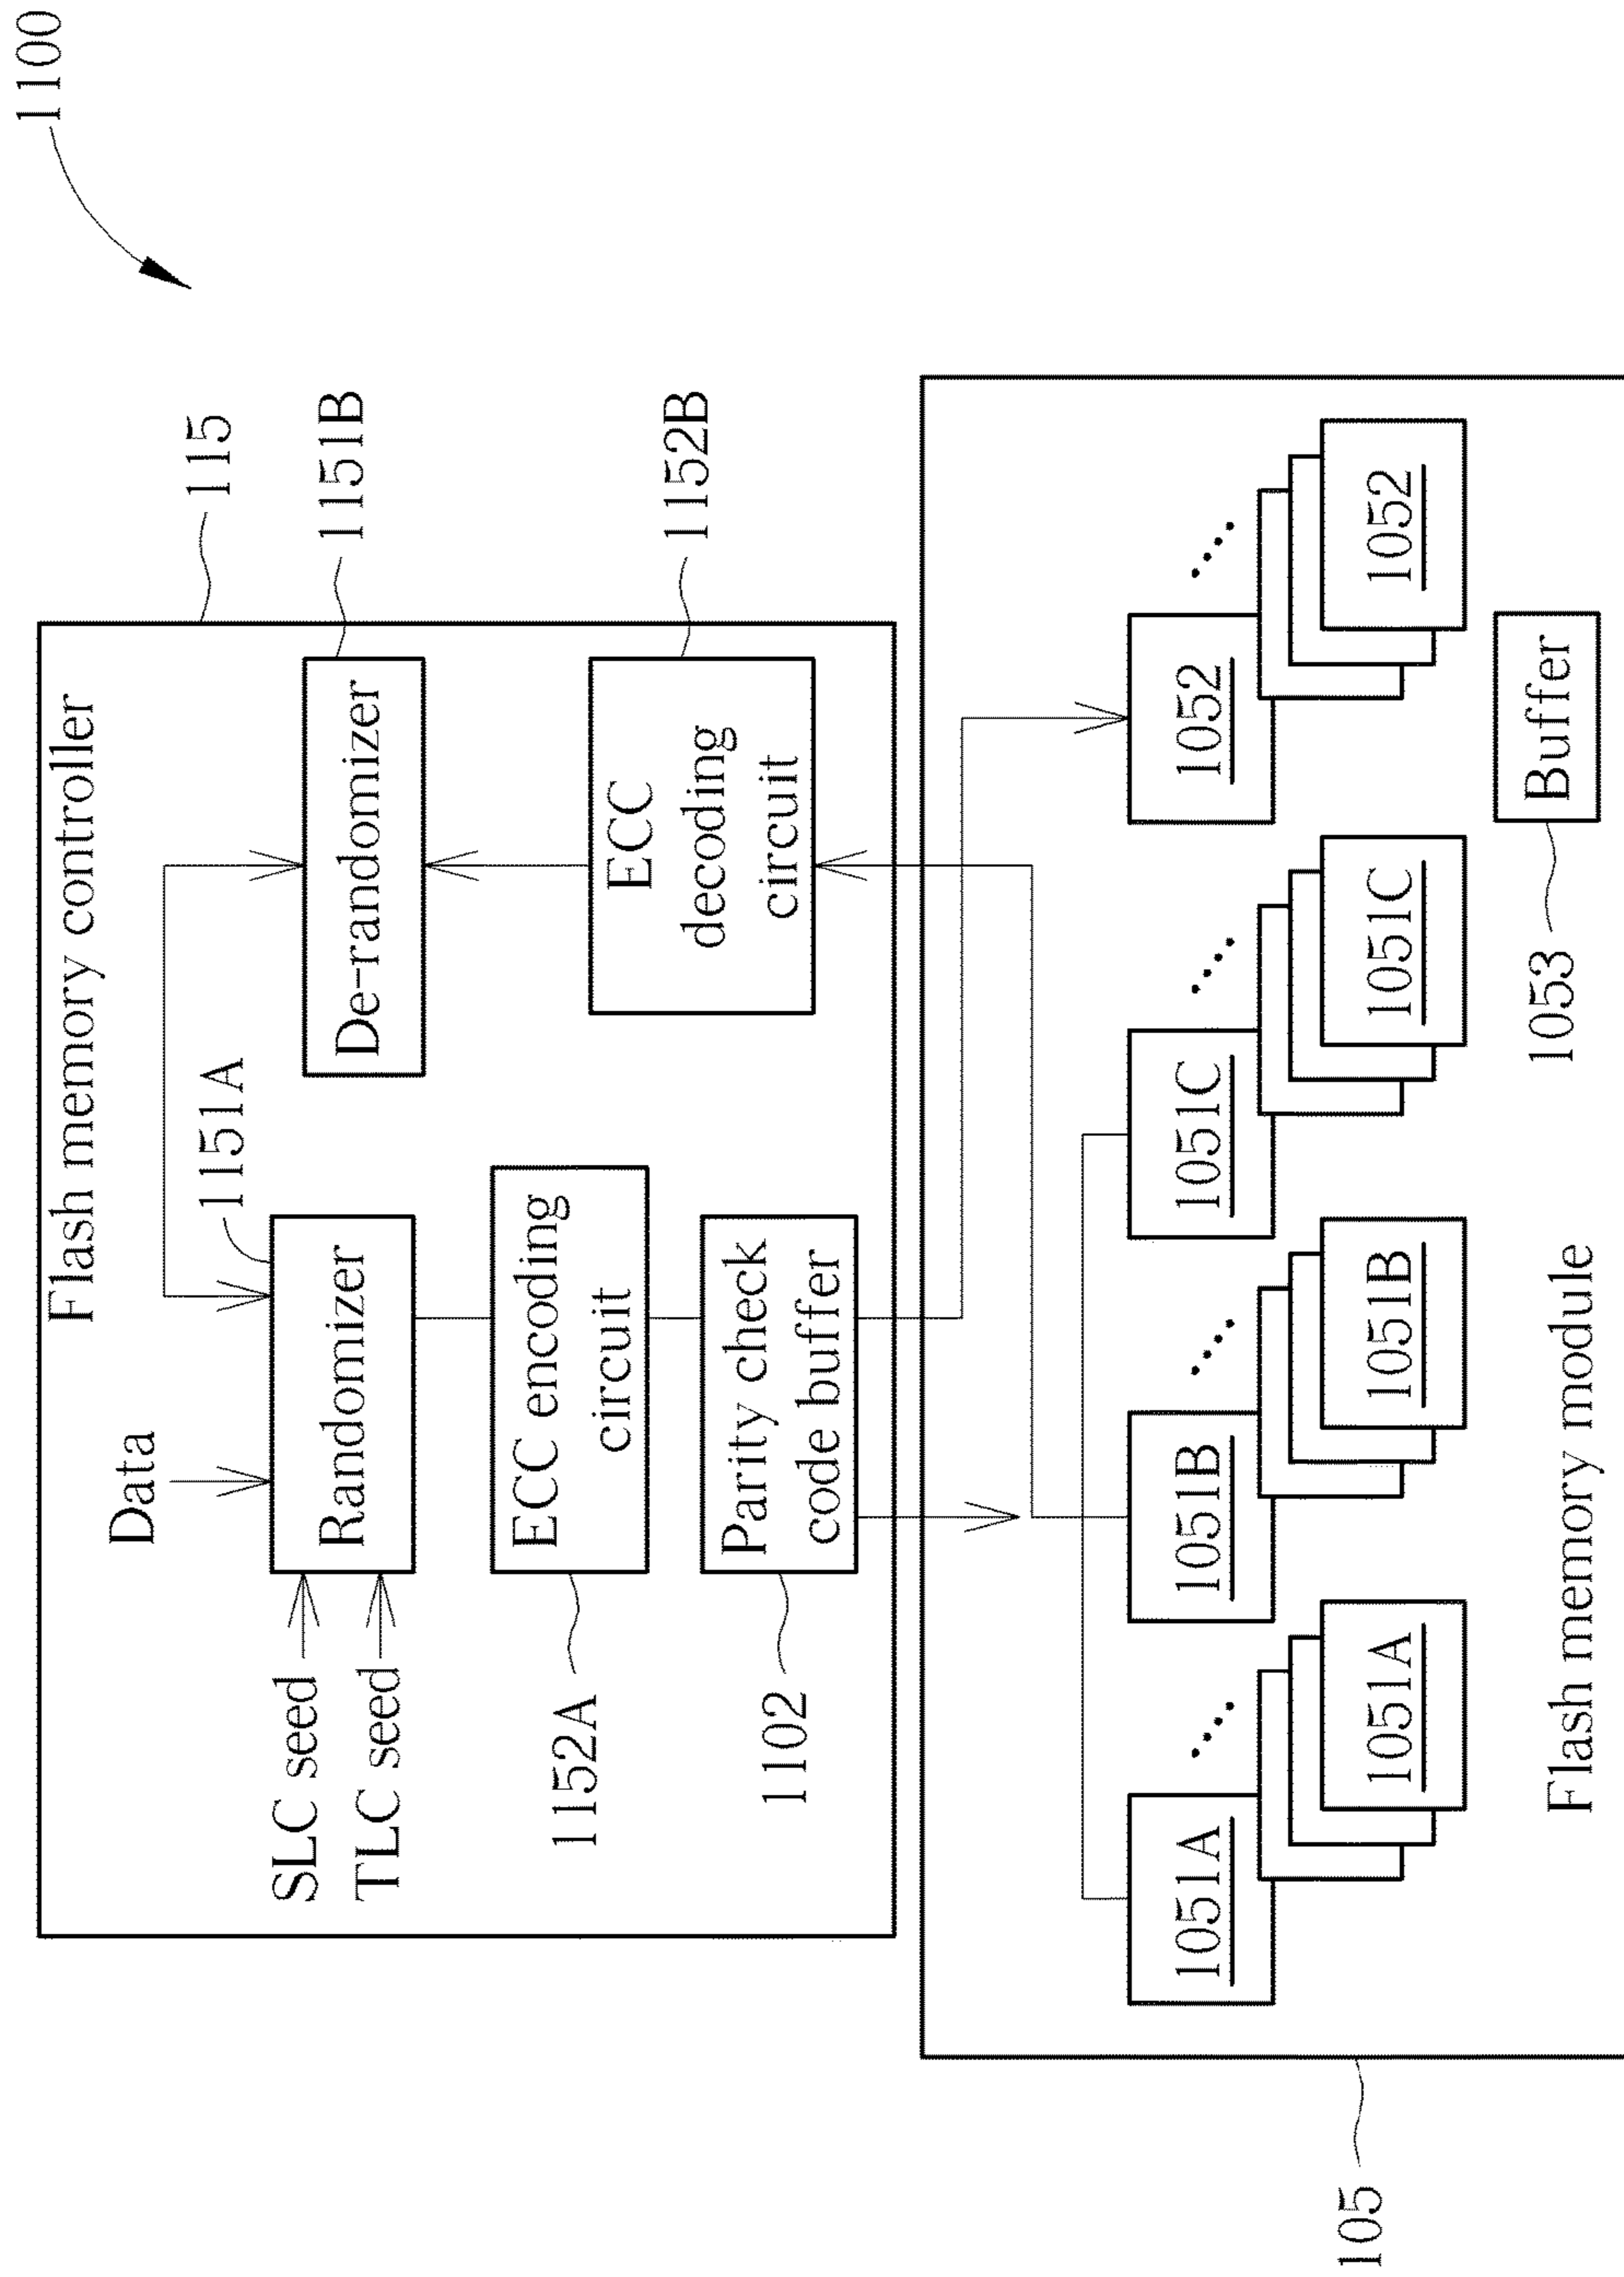 1100
Flash memory controller
115
Data
1151A
SLC seed
TLC seed
Randomizer
De-randomizer
1151B
1152A
ECC encoding
circuit
ECC
decoding
circuit
1152B
1102
Parity check
code buffer
105
1051A
1051B
1051C
1052
1051A
1051B
1051C
1052
Flash memory module
1053
Buffer